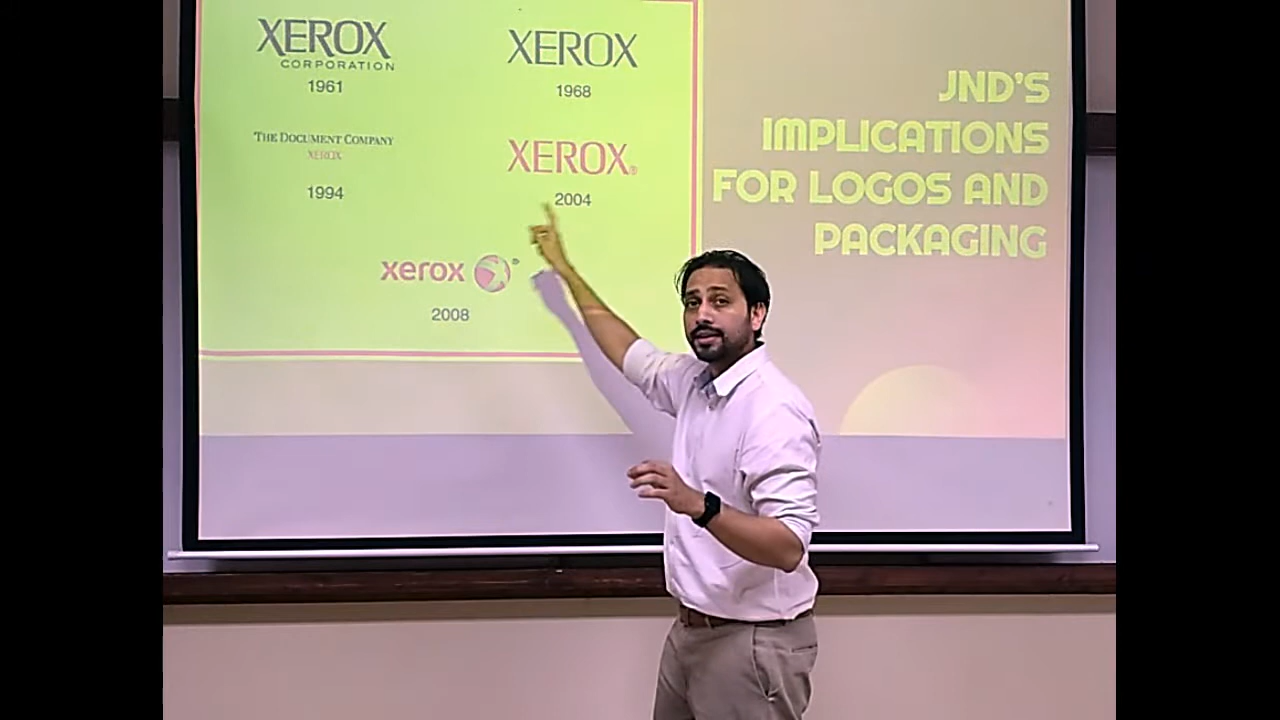 XEROX
CORPORATION
1961
XEROX
1968
THE DOCUMENT COMPANY
XEROX
1994
XEROX®
2004
xerox ®
2008
JND'S
IMPLICATIONS
FOR LOGOS AND
PACKAGING